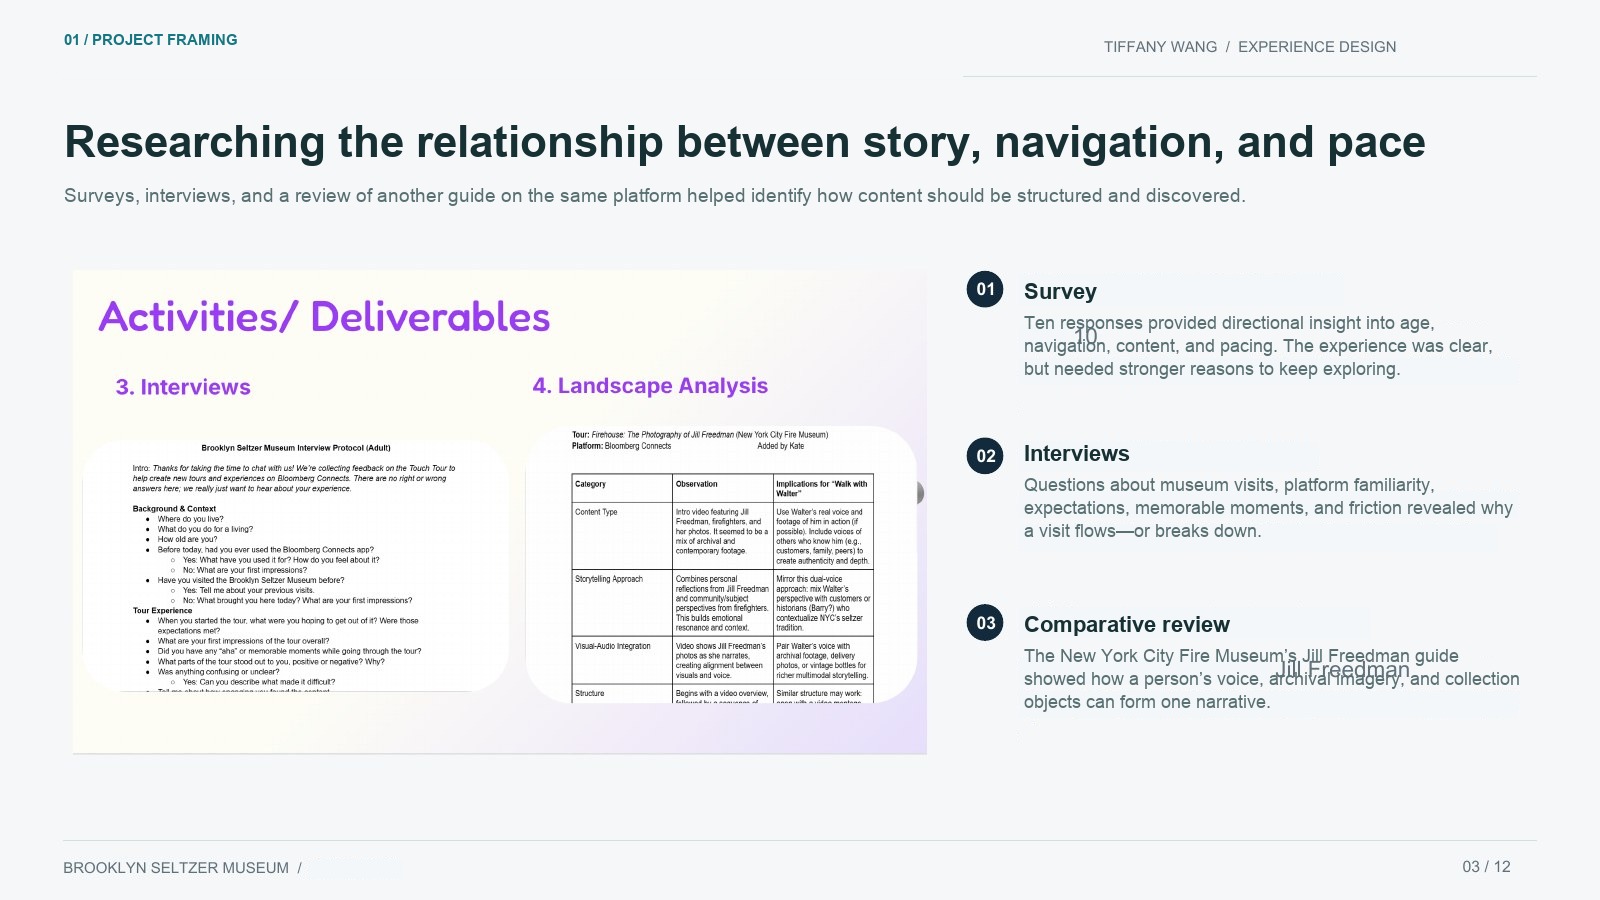 01 / PROJECT FRAMING
TIFFANY WANG / EXPERIENCE DESIGN
Researching the relationship between story, navigation, and pace
Surveys, interviews, and a review of another guide on the same platform helped identify how content should be structured and discovered.
Activities/ Deliverables
3. Interviews
Brooklyn Seltzer Museum Interview Protocol (Adult)
Intro: Thanks for taking the time to chat with us! We're collecting feedback on the Touch Tour to
help create new tours and experiences on Bloomberg Connects. There are no right or wrong
answers here; we really just want to hear about your experience.
Background & Context
● Where do you live?
● What do you do for a living?
● How old are you?
● Before today, had you ever used the Bloomberg Connects app?
○ Yes: What have you used it for? How do you feel about it?
○ No: What are your first impressions?
● Have you visited the Brooklyn Seltzer Museum before?
○ Yes: Tell me about your previous visits.
○ No: What brought you here today? What are your first impressions?
Tour Experience
● When you started the tour, what were you hoping to get out of it? Were those
expectations met?
● What are your first impressions of the tour overall?
● Did you have any "aha" or memorable moments while going through the tour?
● What parts of the tour stood out to you, positive or negative? Why?
● Was anything confusing or unclear?
○ Yes: Can you describe what made it difficult?
4. Landscape Analysis
Tour: Firehouse: The Photography of Jill Freedman (New York City Fire Museum)
Platform: Bloomberg Connects Added by Kate
Category
Observation
Implications for "Walk with
Walter"
Content Type
Intro video featuring Jill
Freedman, firefighters, and
her photos. It seemed to be a
mix of archival and
contemporary footage.
Use Walter's real voice and
footage of him in action (if
possible). Include voices of
others who know him (e.g.,
customers, family, peers) to
create authenticity and depth.
Storytelling Approach
Combines personal
reflections from Jill Freedman
and community/subject
perspectives from firefighters.
This builds emotional
resonance and context.
Mirror this dual-voice
approach: mix Walter's
perspective with customers or
historians (Barry?) who
contextualize NYC's seltzer
tradition.
Visual-Audio Integration
Video shows Jill Freedman's
photos as she narrates,
creating alignment between
visuals and voice.
Pair Walter's voice with
archival footage, delivery
photos, or vintage bottles for
richer multimodal storytelling.
Structure
Begins with a video overview,
Similar structure may work:
01
Survey
Ten responses provided directional insight into age,
10
navigation, content, and pacing. The experience was clear,
but needed stronger reasons to keep exploring.
02
Interviews
Questions about museum visits, platform familiarity,
expectations, memorable moments, and friction revealed why
a visit flows—or breaks down.
03
Comparative review
The New York City Fire Museum's Jill Freedman guide
Jill Freedman
showed how a person's voice, archival imagery, and collection
objects can form one narrative.
BROOKLYN SELTZER MUSEUM /
03 / 12